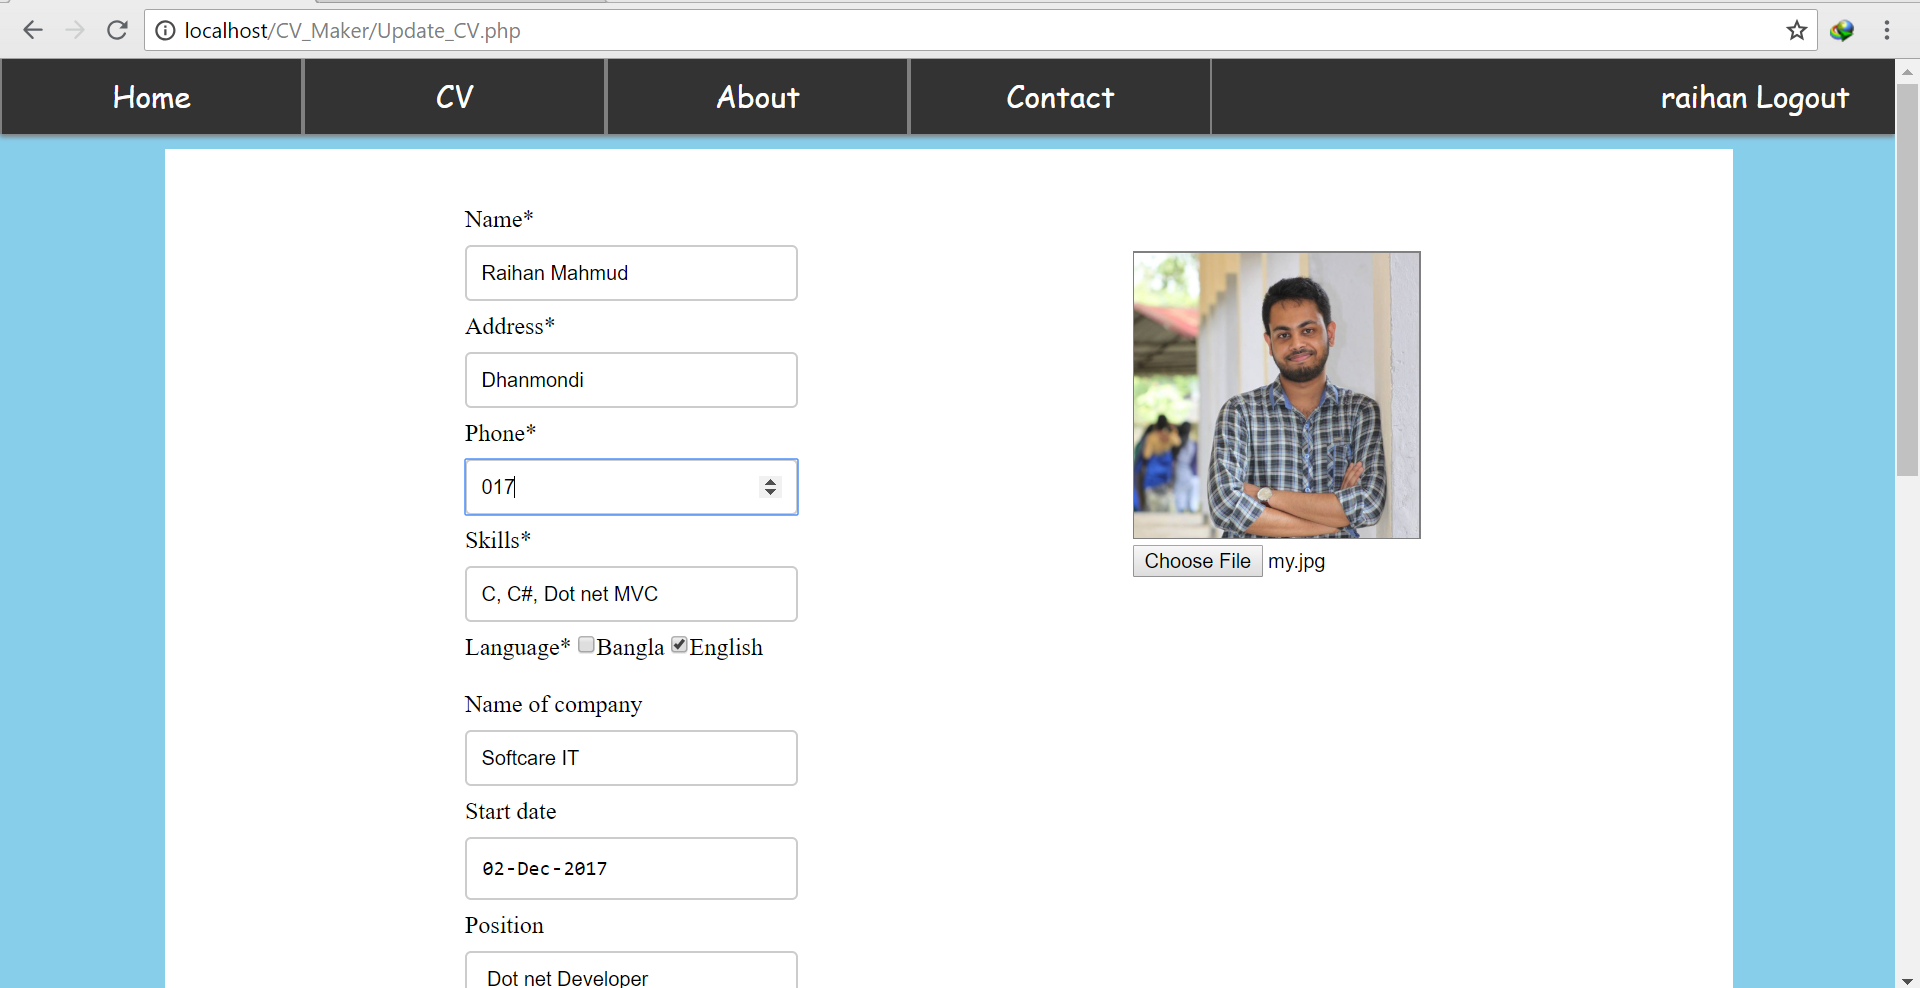 localhost/CV_Maker/Update_CV.php
Home CV About Contact raihan Logout
Name*
Raihan Mahmud
Address*
Dhanmondi
Phone*
017
Skills*
C, C#, Dot net MVC
Language* Bangla English
Name of company
Softcare IT
Start date
02-Dec-2017
Position
Dot net Developer
Choose File my.jpg